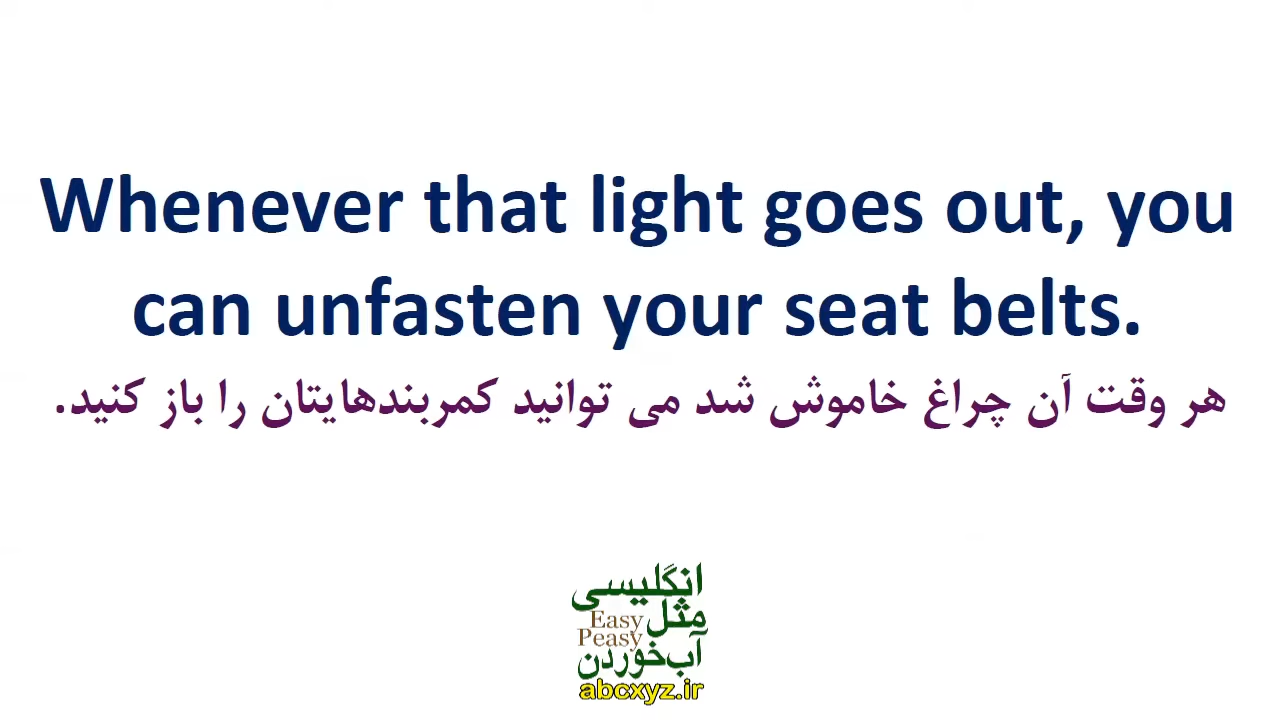 Whenever that light goes out, you
can unfasten your seat belts.
هر وقت آن چراغ خاموش شد می توانید کمربندهایتان را باز کنید.
انگلیسی
مثل
Easy
Peasy
آب‌خوردن
abcxyz.ir